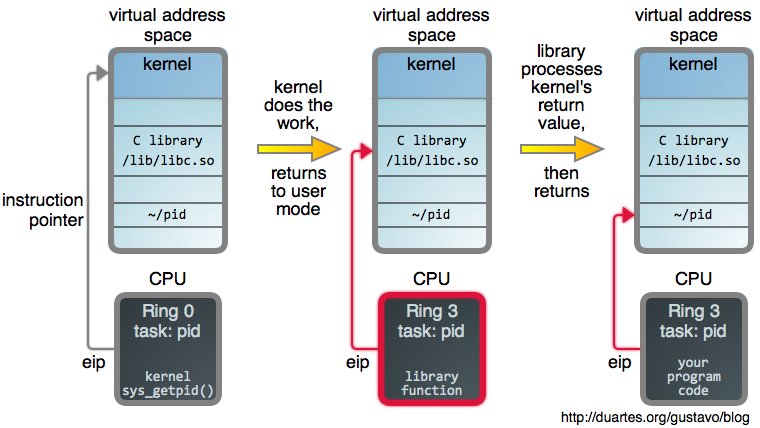 virtual address
space
kernel
C library
/lib/libc.so
~/pid
instruction
pointer
CPU
Ring 0
task: pid
kernel
sys_getpid()
eip
kernel
does the
work,
returns
to user
mode
virtual address
space
kernel
C library
/lib/libc.so
~/pid
CPU
Ring 3
task: pid
library
function
eip
library
processes
kernel's
return
value,
then
returns
virtual address
space
kernel
C library
/lib/libc.so
~/pid
CPU
Ring 3
task: pid
your
program
code
eip
http://duartes.org/gustavo/blog